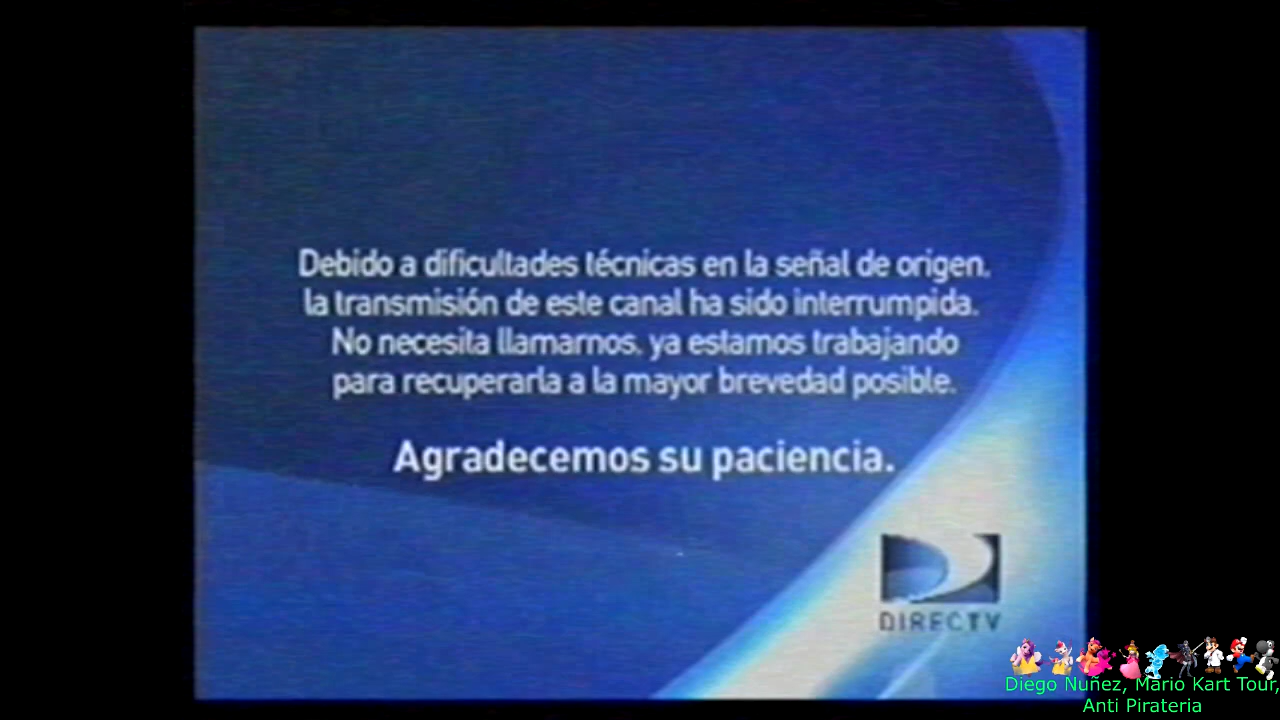 Debido a dificultades técnicas en la señal de origen,
la transmisión de este canal ha sido interrumpida.
No necesita llamarnos, ya estamos trabajando
para recuperarla a la mayor brevedad posible.
Agradecemos su paciencia.
DIRECTV
Diego Nuñez, Mario Kart Tour,
Anti Pirateria